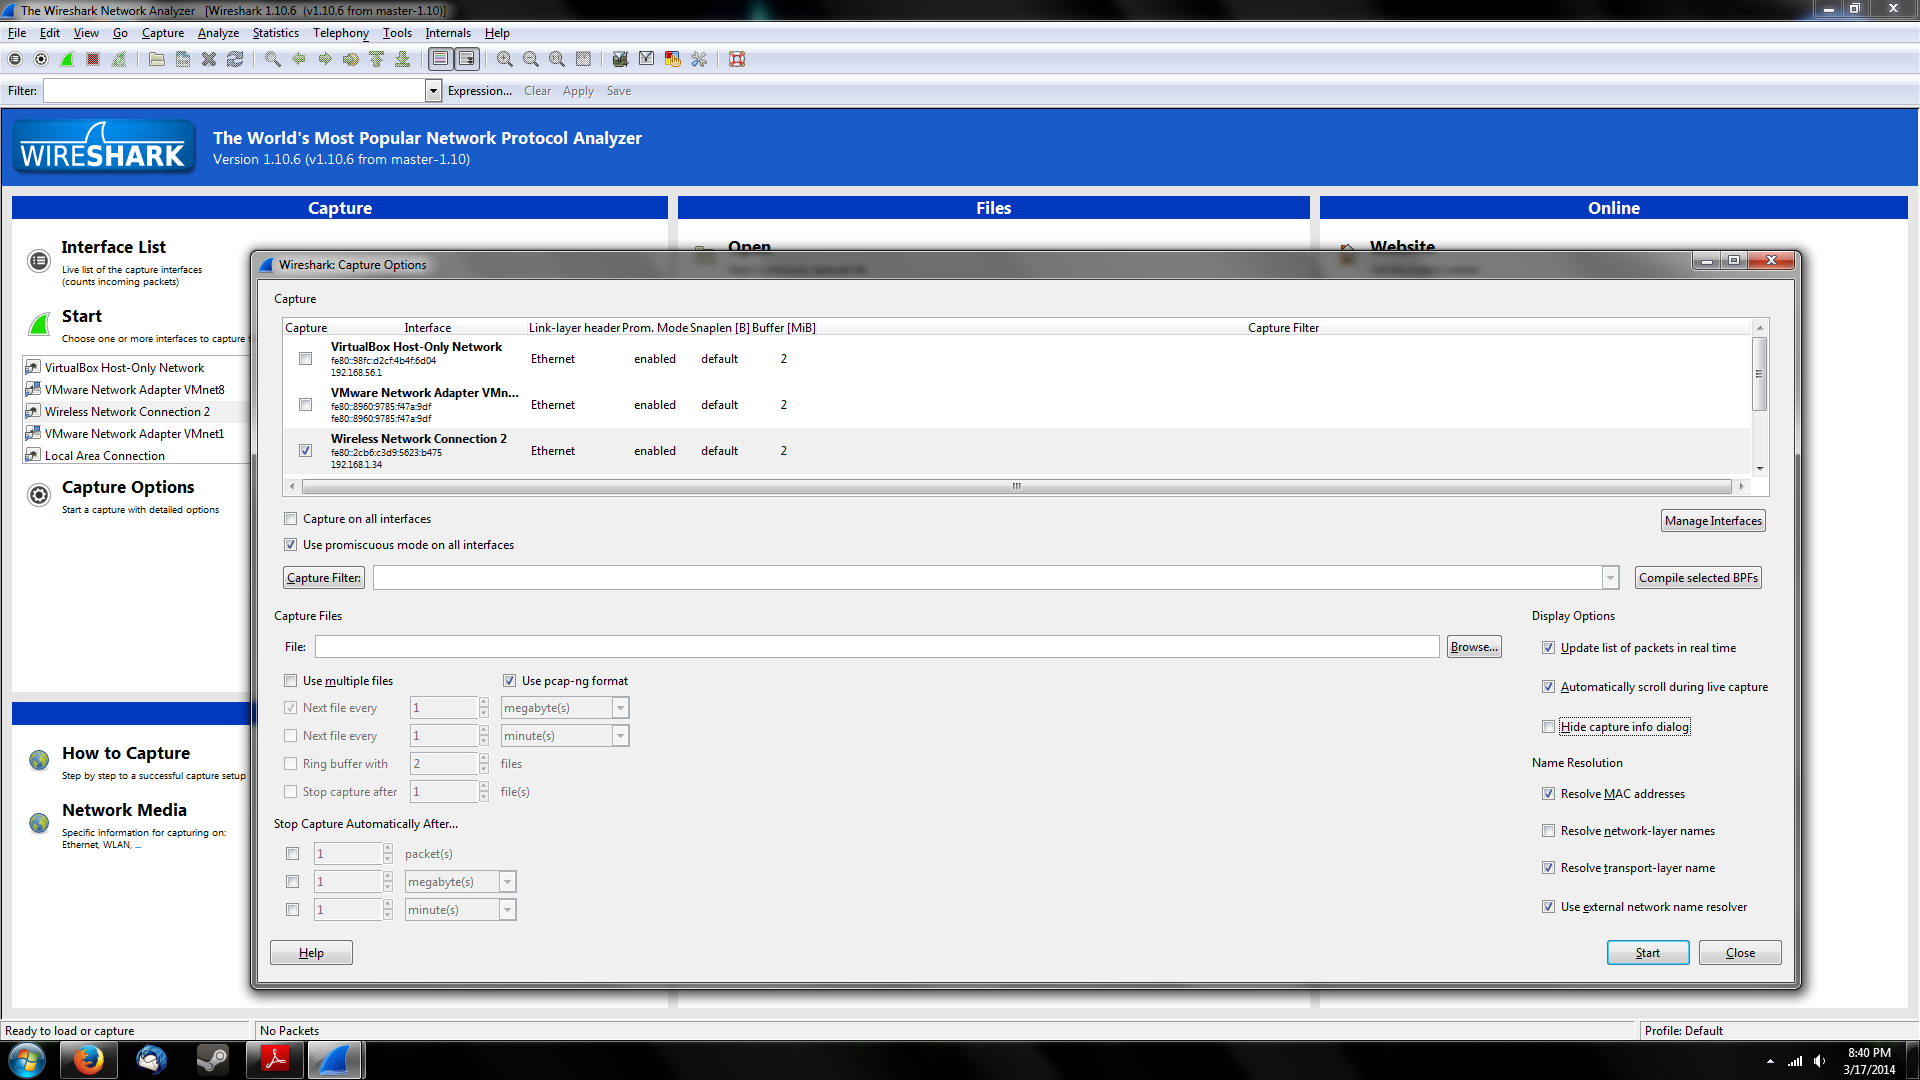 The Wireshark Network Analyzer [Wireshark 1.10.6 (v1.10.6 from master-1.10)]
File Edit View Go Capture Analyze Statistics Telephony Tools Internals Help
Filter: Expression... Clear Apply Save
WIRESHARK
The World's Most Popular Network Protocol Analyzer
Version 1.10.6 (v1.10.6 from master-1.10)
Capture Files Online
Interface List
Live list of the capture interfaces
(counts incoming packets)
Start
Choose one or more interfaces to capture
VirtualBox Host-Only Network
VMware Network Adapter VMnet8
Wireless Network Connection 2
VMware Network Adapter VMnet1
Local Area Connection
Capture Options
Start a capture with detailed options
How to Capture
Step by step to a successful capture setup
Network Media
Specific information for capturing on:
Ethernet, WLAN, ...
Open
Website
Wireshark: Capture Options
Capture
Capture Interface Link-layer header Prom. Mode Snaplen [B] Buffer [MiB] Capture Filter
VirtualBox Host-Only Network
fe80::98fc:d2cf:4b4f:6d04
192.168.56.1
Ethernet enabled default 2
VMware Network Adapter VMn...
fe80::8960:9785:f47a:9df
fe80::8960:9785:f47a:9df
Ethernet enabled default 2
Wireless Network Connection 2
fe80::2cb6:c3d9:5623:b475
192.168.1.34
Ethernet enabled default 2
Capture on all interfaces
Manage Interfaces
Use promiscuous mode on all interfaces
Capture Filter:
Compile selected BPFs
Capture Files
File:
Browse...
Use multiple files
Use pcap-ng format
Next file every 1 megabyte(s)
Next file every 1 minute(s)
Ring buffer with 2 files
Stop capture after 1 file(s)
Stop Capture Automatically After...
1 packet(s)
1 megabyte(s)
1 minute(s)
Display Options
Update list of packets in real time
Automatically scroll during live capture
Hide capture info dialog
Name Resolution
Resolve MAC addresses
Resolve network-layer names
Resolve transport-layer name
Use external network name resolver
Help
Start
Close
Ready to load or capture
No Packets
Profile: Default
8:40 PM
3/17/2014